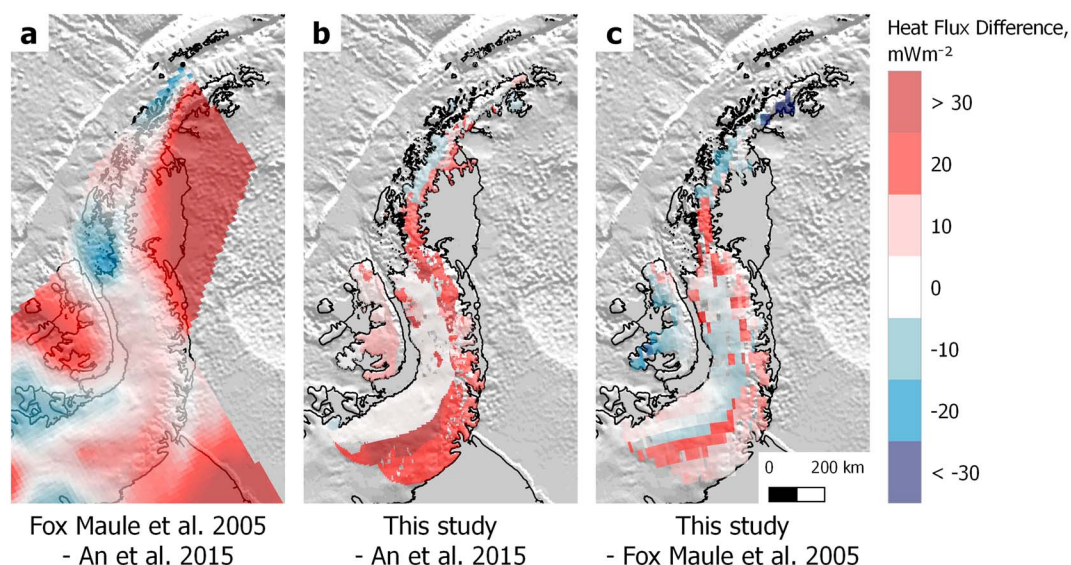 a
b
c
Heat Flux Difference,
mWm⁻²
> 30
20
10
0
-10
-20
< -30
0 200 km
Fox Maule et al. 2005
- An et al. 2015
This study
- An et al. 2015
This study
- Fox Maule et al. 2005